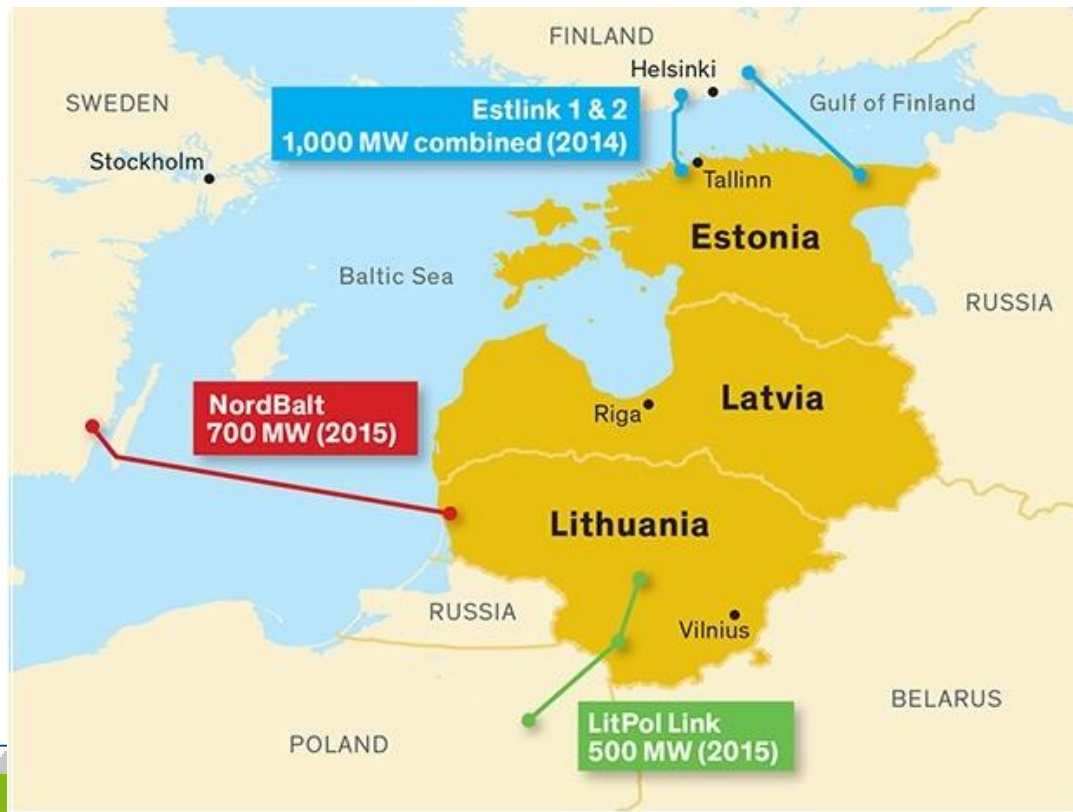 FINLAND
Helsinki
SWEDEN
Gulf of Finland
Estlink 1 & 2
1,000 MW combined (2014)
Stockholm
Tallinn
Estonia
Baltic Sea
RUSSIA
NordBalt
700 MW (2015)
Latvia
Riga
Lithuania
RUSSIA
Vilnius
BELARUS
LitPol Link
500 MW (2015)
POLAND